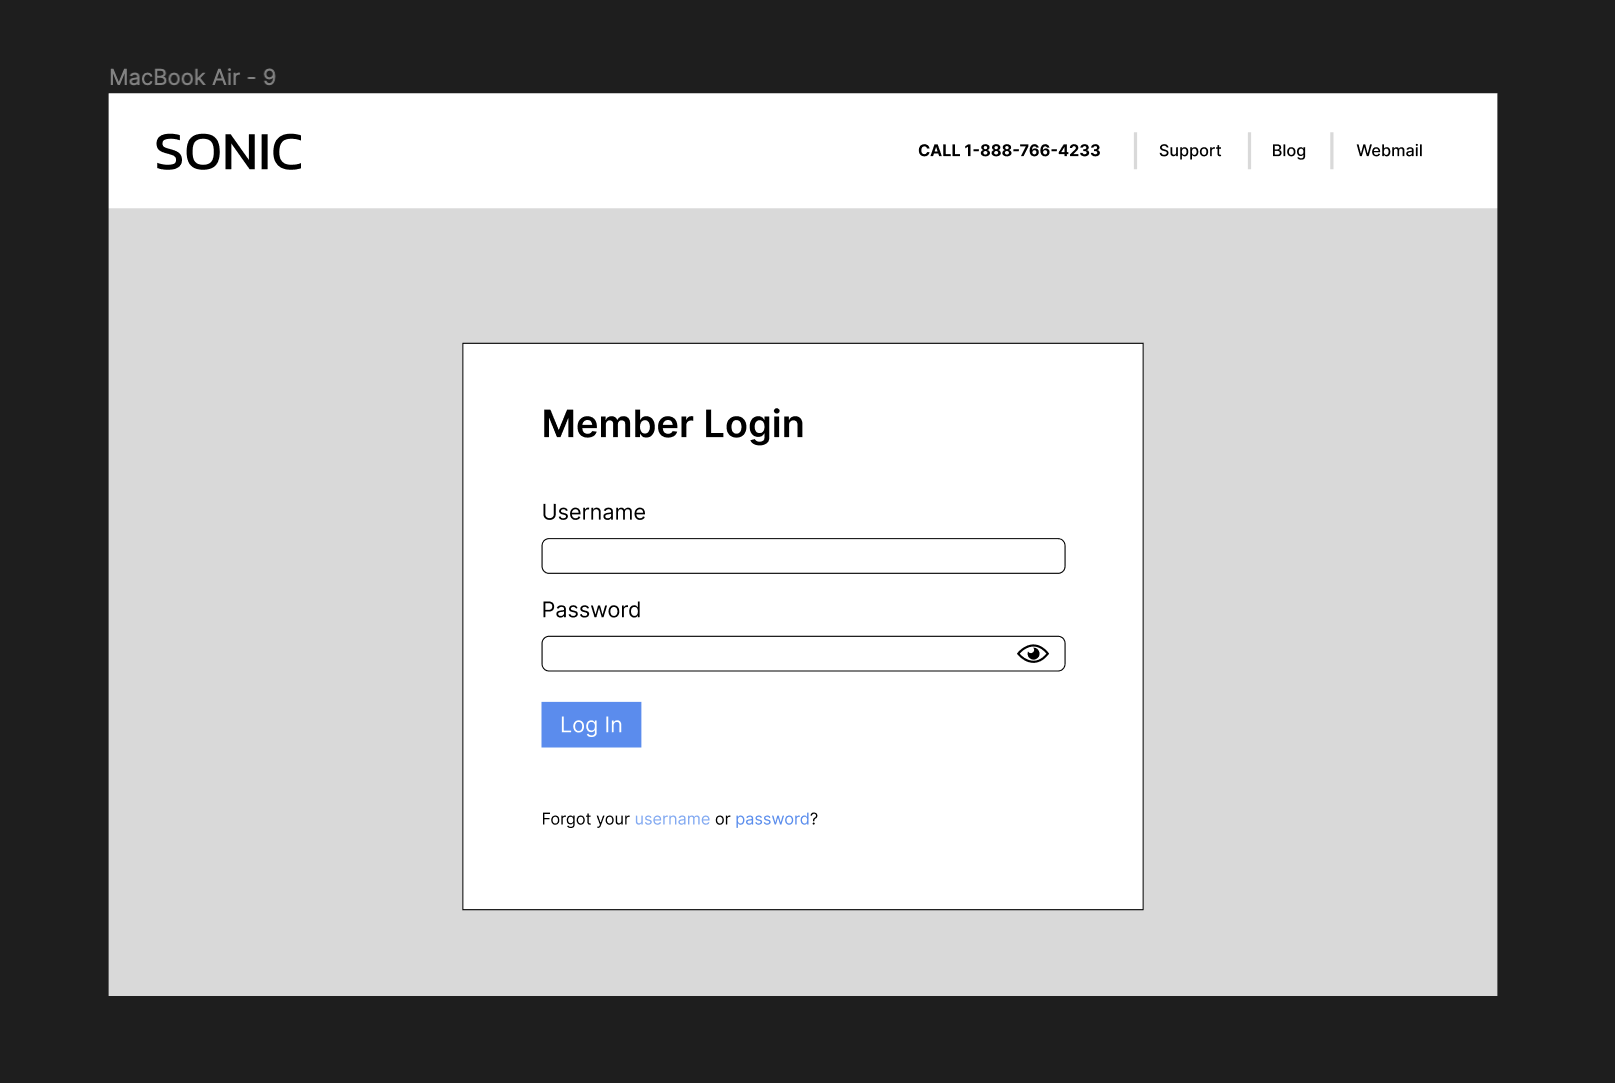 MacBook Air - 9
SONIC
CALL 1-888-766-4233
Support
Blog
Webmail
Member Login
Username
Password
Log In
Forgot your username or password?